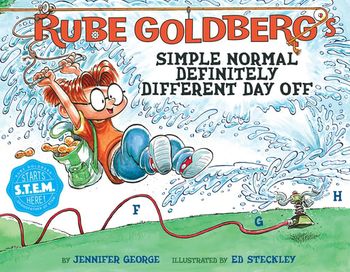 RUBE GOLDBERG's
SIMPLE NORMAL
DEFINITELY
DIFFERENT DAY OFF
STARTS
S.T.E.M.
HERE!
F
G
H
BY JENNIFER GEORGE ILLUSTRATED BY ED STECKLEY